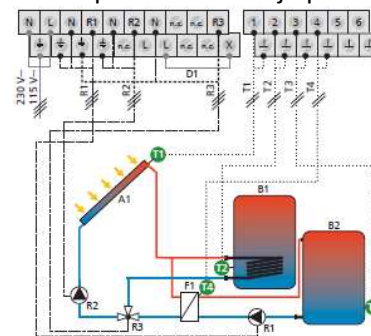 N N R1 N R2 N n.c. n.c. R3
1 2 3 4 5 6
n.c. L L n.c. n.c. X
D1
230 V~
115 V~
R1
R2
R3
T1
T2
T3
T4
T1
A1
B1
B2
T2
F1
T4
R2
R3
R1